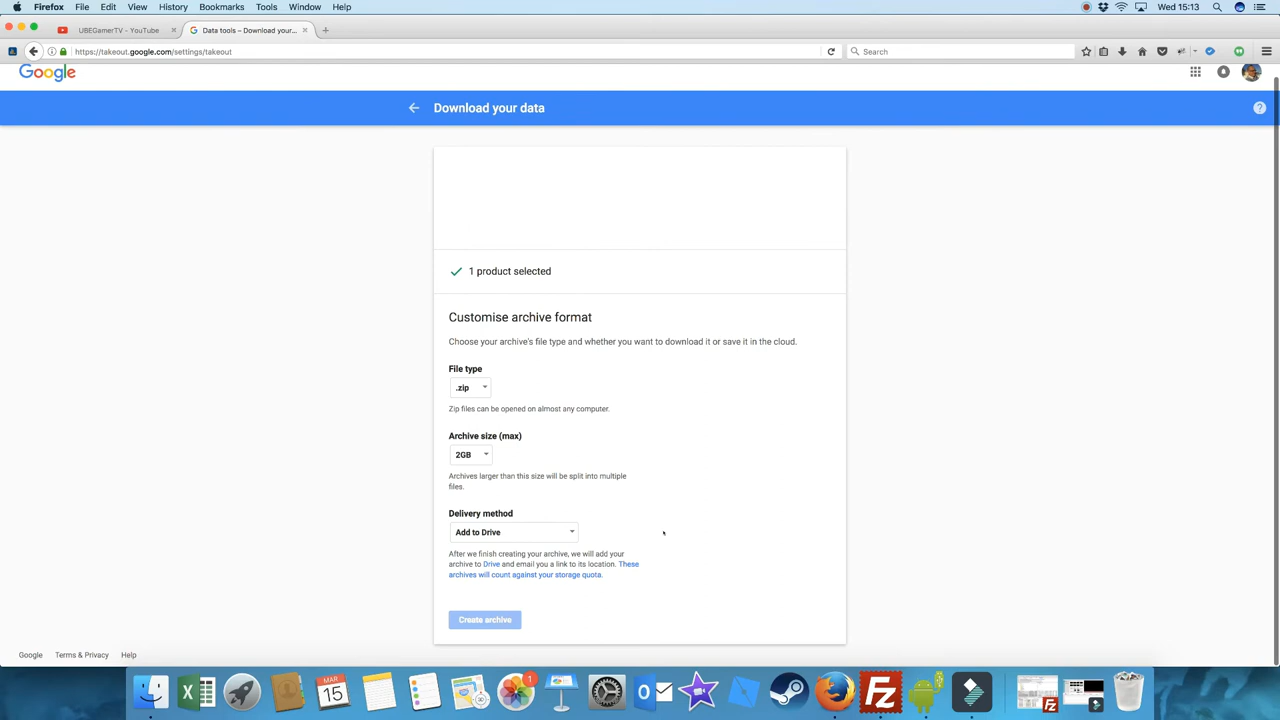 Firefox File Edit View History Bookmarks Tools Window Help Wed 15:13
UBEGamerTV - YouTube × Data tools – Download your... × +
https://takeout.google.com/settings/takeout Search
Google
Download your data
1 product selected
Customise archive format
Choose your archive's file type and whether you want to download it or save it in the cloud.
File type
.zip
Zip files can be opened on almost any computer.
Archive size (max)
2GB
Archives larger than this size will be split into multiple
files.
Delivery method
Add to Drive
After we finish creating your archive, we will add your
archive to Drive and email you a link to its location. These
archives will count against your storage quota.
Create archive
Google Terms & Privacy Help
MAR
15
1
Fz